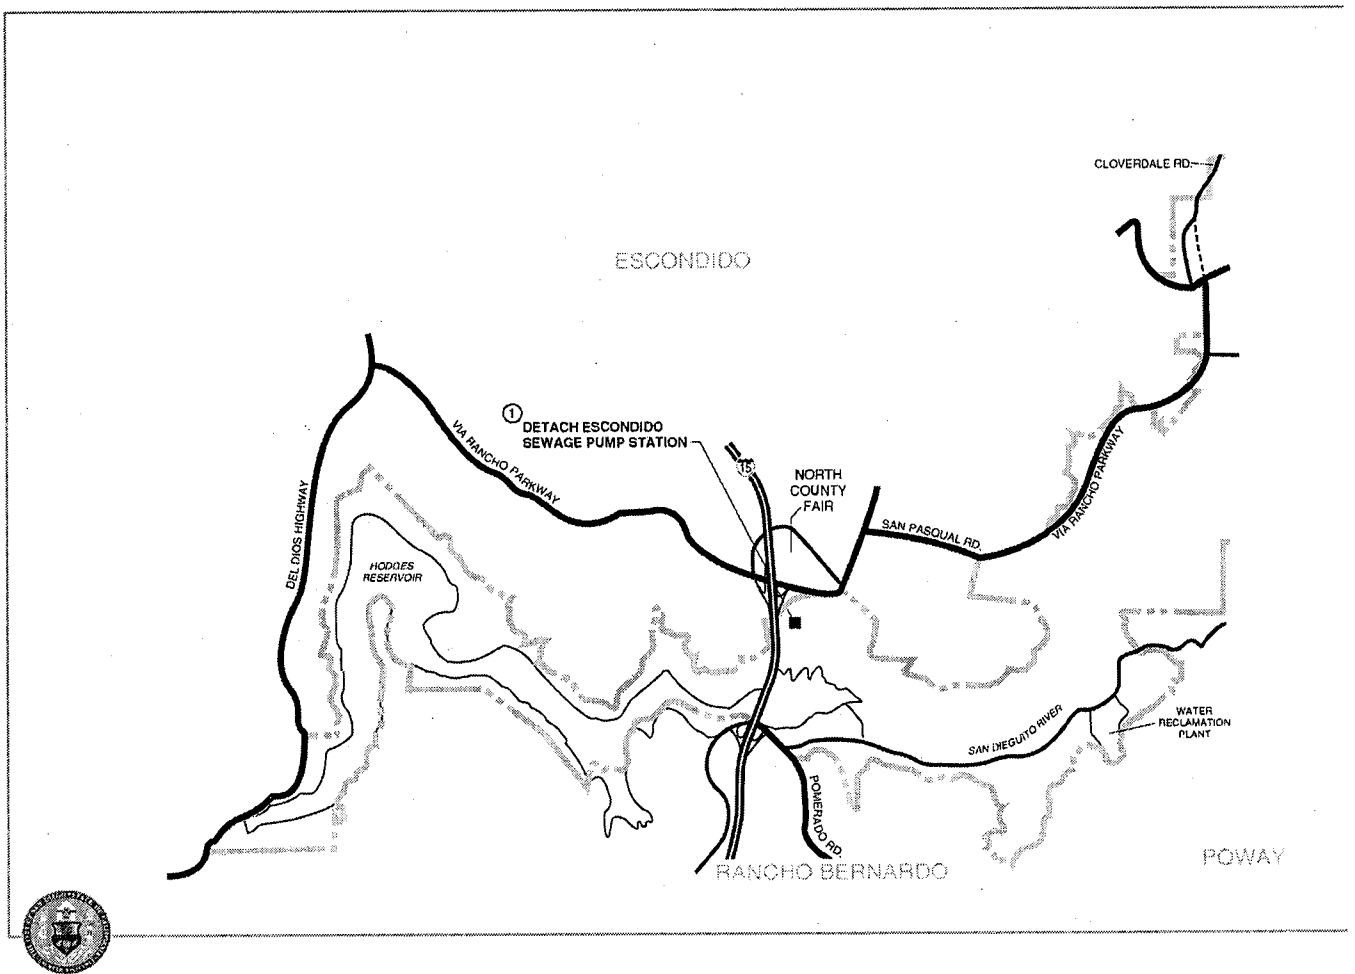 CLOVERDALE RD.
ESCONDIDO
1
DETACH ESCONDIDO
SEWAGE PUMP STATION
VIA RANCHO PARKWAY
15
NORTH
COUNTY
FAIR
SAN PASQUAL RD.
VIA RANCHO PARKWAY
DEL DIOS HIGHWAY
HODGES
RESERVOIR
WATER
RECLAMATION
PLANT
SAN DIEGUITO RIVER
POMERADO RD.
RANCHO BERNARDO
POWAY